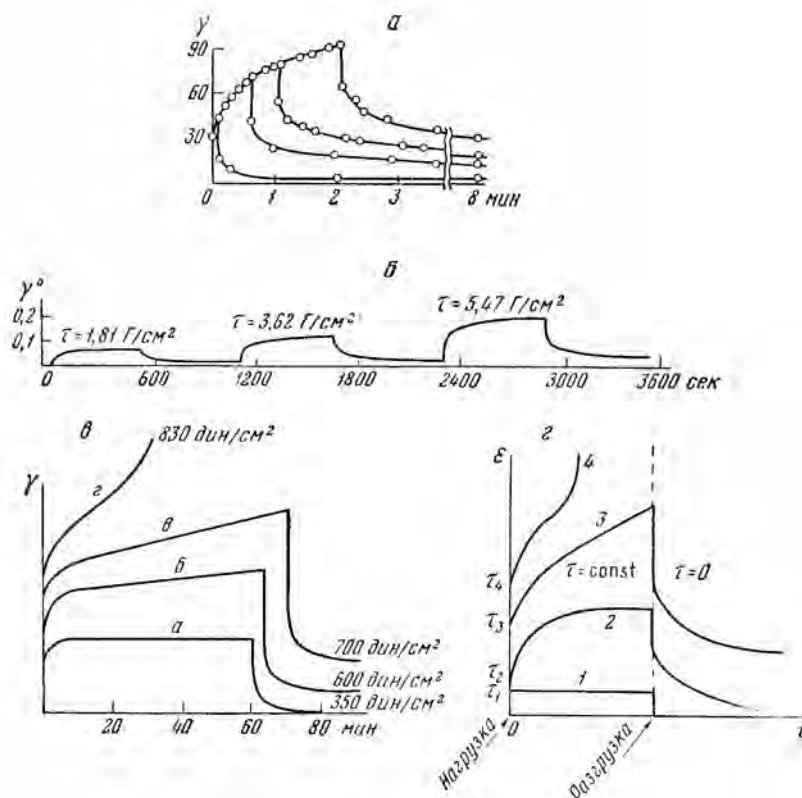 а
γ
90
60
30
0 1 2 3 8 мин
б
γ°
0,2
0,1
τ = 1,81 Г/см²
τ = 3,62 Г/см²
τ = 5,47 Г/см²
0 600 1200 1800 2400 3000 3600 сек
в
γ
830 дин/см²
г
в
б
а
700 дин/см²
600 дин/см²
350 дин/см²
20 40 60 80 мин
г
ε
4
3
τ = const
τ = 0
2
1
τ₄
τ₃
τ₂
τ₁
0
t
Нагрузка
Разгрузка